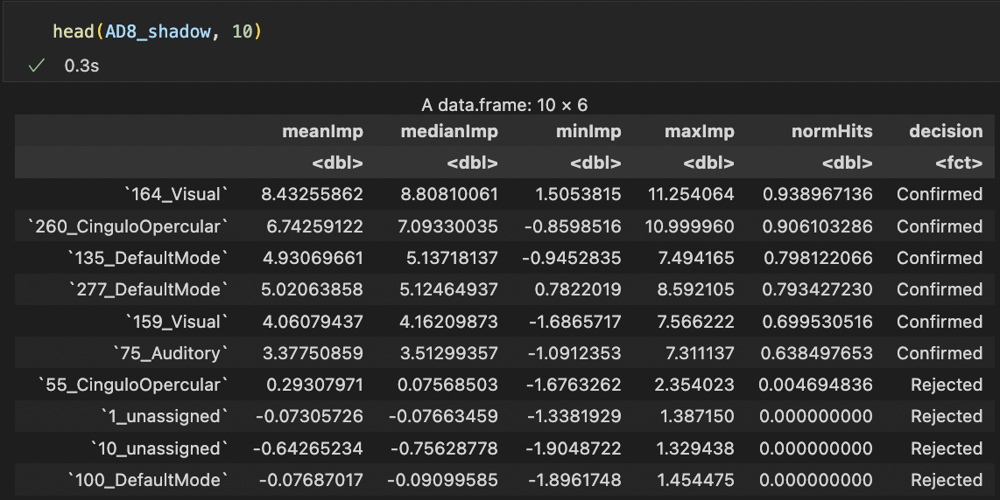 head(AD8_shadow, 10)
✓ 0.3s
A data.frame: 10 × 6
meanImp medianImp minImp maxImp normHits decision
<dbl> <dbl> <dbl> <dbl> <dbl> <fct>
`164_Visual` 8.43255862 8.80810061 1.5053815 11.254064 0.938967136 Confirmed
`260_CinguloOpercular` 6.74259122 7.09330035 -0.8598516 10.999960 0.906103286 Confirmed
`135_DefaultMode` 4.93069661 5.13718137 -0.9452835 7.494165 0.798122066 Confirmed
`277_DefaultMode` 5.02063858 5.12464937 0.7822019 8.592105 0.793427230 Confirmed
`159_Visual` 4.06079437 4.16209873 -1.6865717 7.566222 0.699530516 Confirmed
`75_Auditory` 3.37750859 3.51299357 -1.0912353 7.311137 0.638497653 Confirmed
`55_CinguloOpercular` 0.29307971 0.07568503 -1.6763262 2.354023 0.004694836 Rejected
`1_unassigned` -0.07305726 -0.07663459 -1.3381929 1.387150 0.000000000 Rejected
`10_unassigned` -0.64265234 -0.75628778 -1.9048722 1.329438 0.000000000 Rejected
`100_DefaultMode` -0.07687017 -0.09099585 -1.8961748 1.454475 0.000000000 Rejected